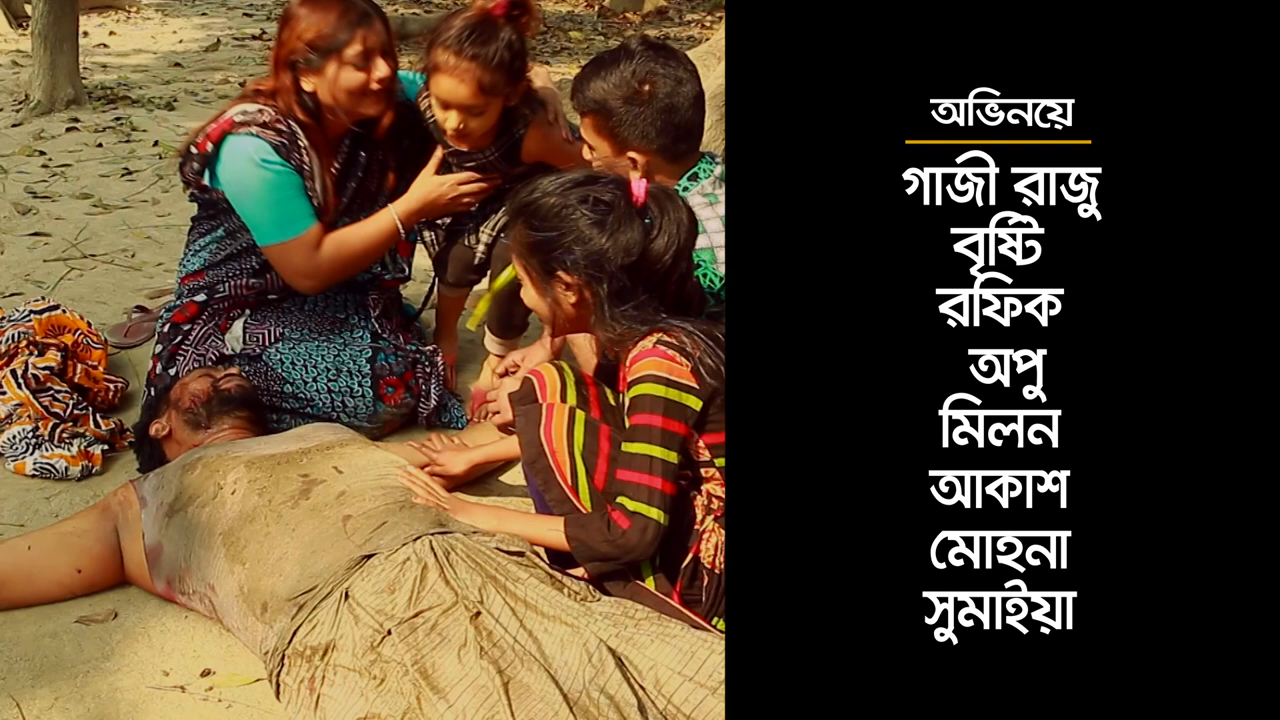 অভিনয়ে
গাজী রাজু
বৃষ্টি
রফিক
অপু
মিলন
আকাশ
মোহনা
সুমাইয়া